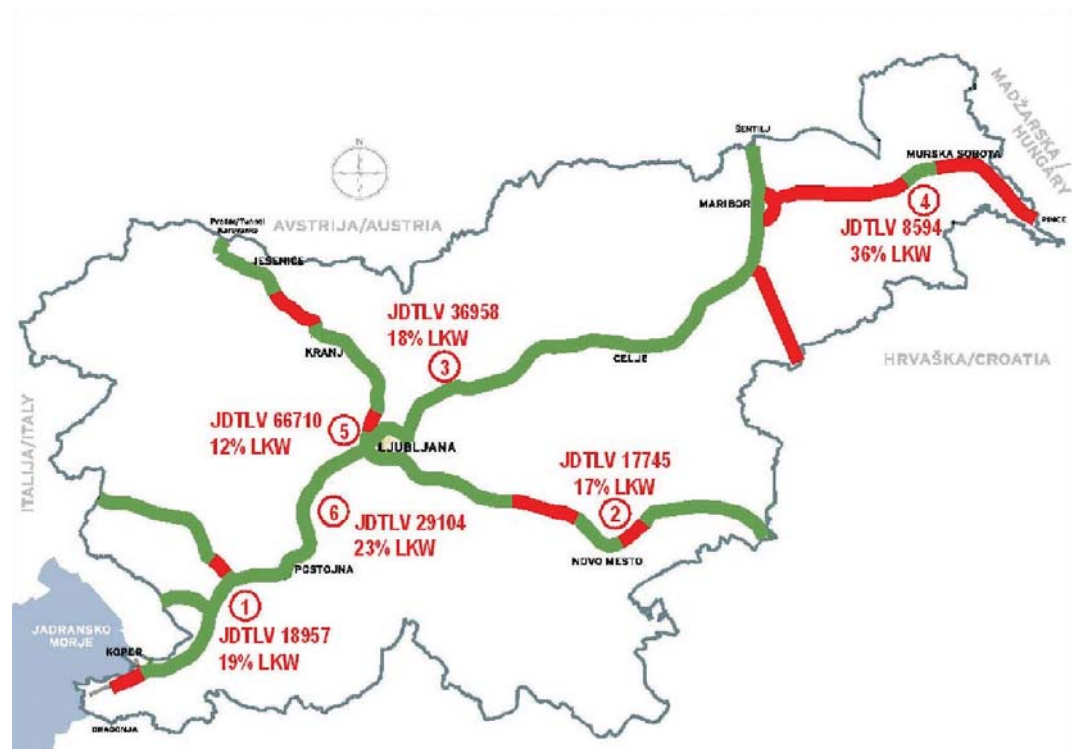 MADŽARSKA /
HUNGARY
N
ŠENTILJ
MURSKA SOBOTA
AVSTRIJA/AUSTRIA
MARIBOR
4
PINCE
JDTLV 8594
36% LKW
JESENICE
JDTLV 36958
18% LKW
KRANJ
3
CELJE
HRVAŠKA/CROATIA
ITALIJA/ITALY
JDTLV 66710
12% LKW
5
LJUBLJANA
JDTLV 17745
17% LKW
2
6
JDTLV 29104
23% LKW
NOVO MESTO
POSTOJNA
1
JADRANSKO
MORJE
JDTLV 18957
19% LKW
KOPER
DRAGONJA